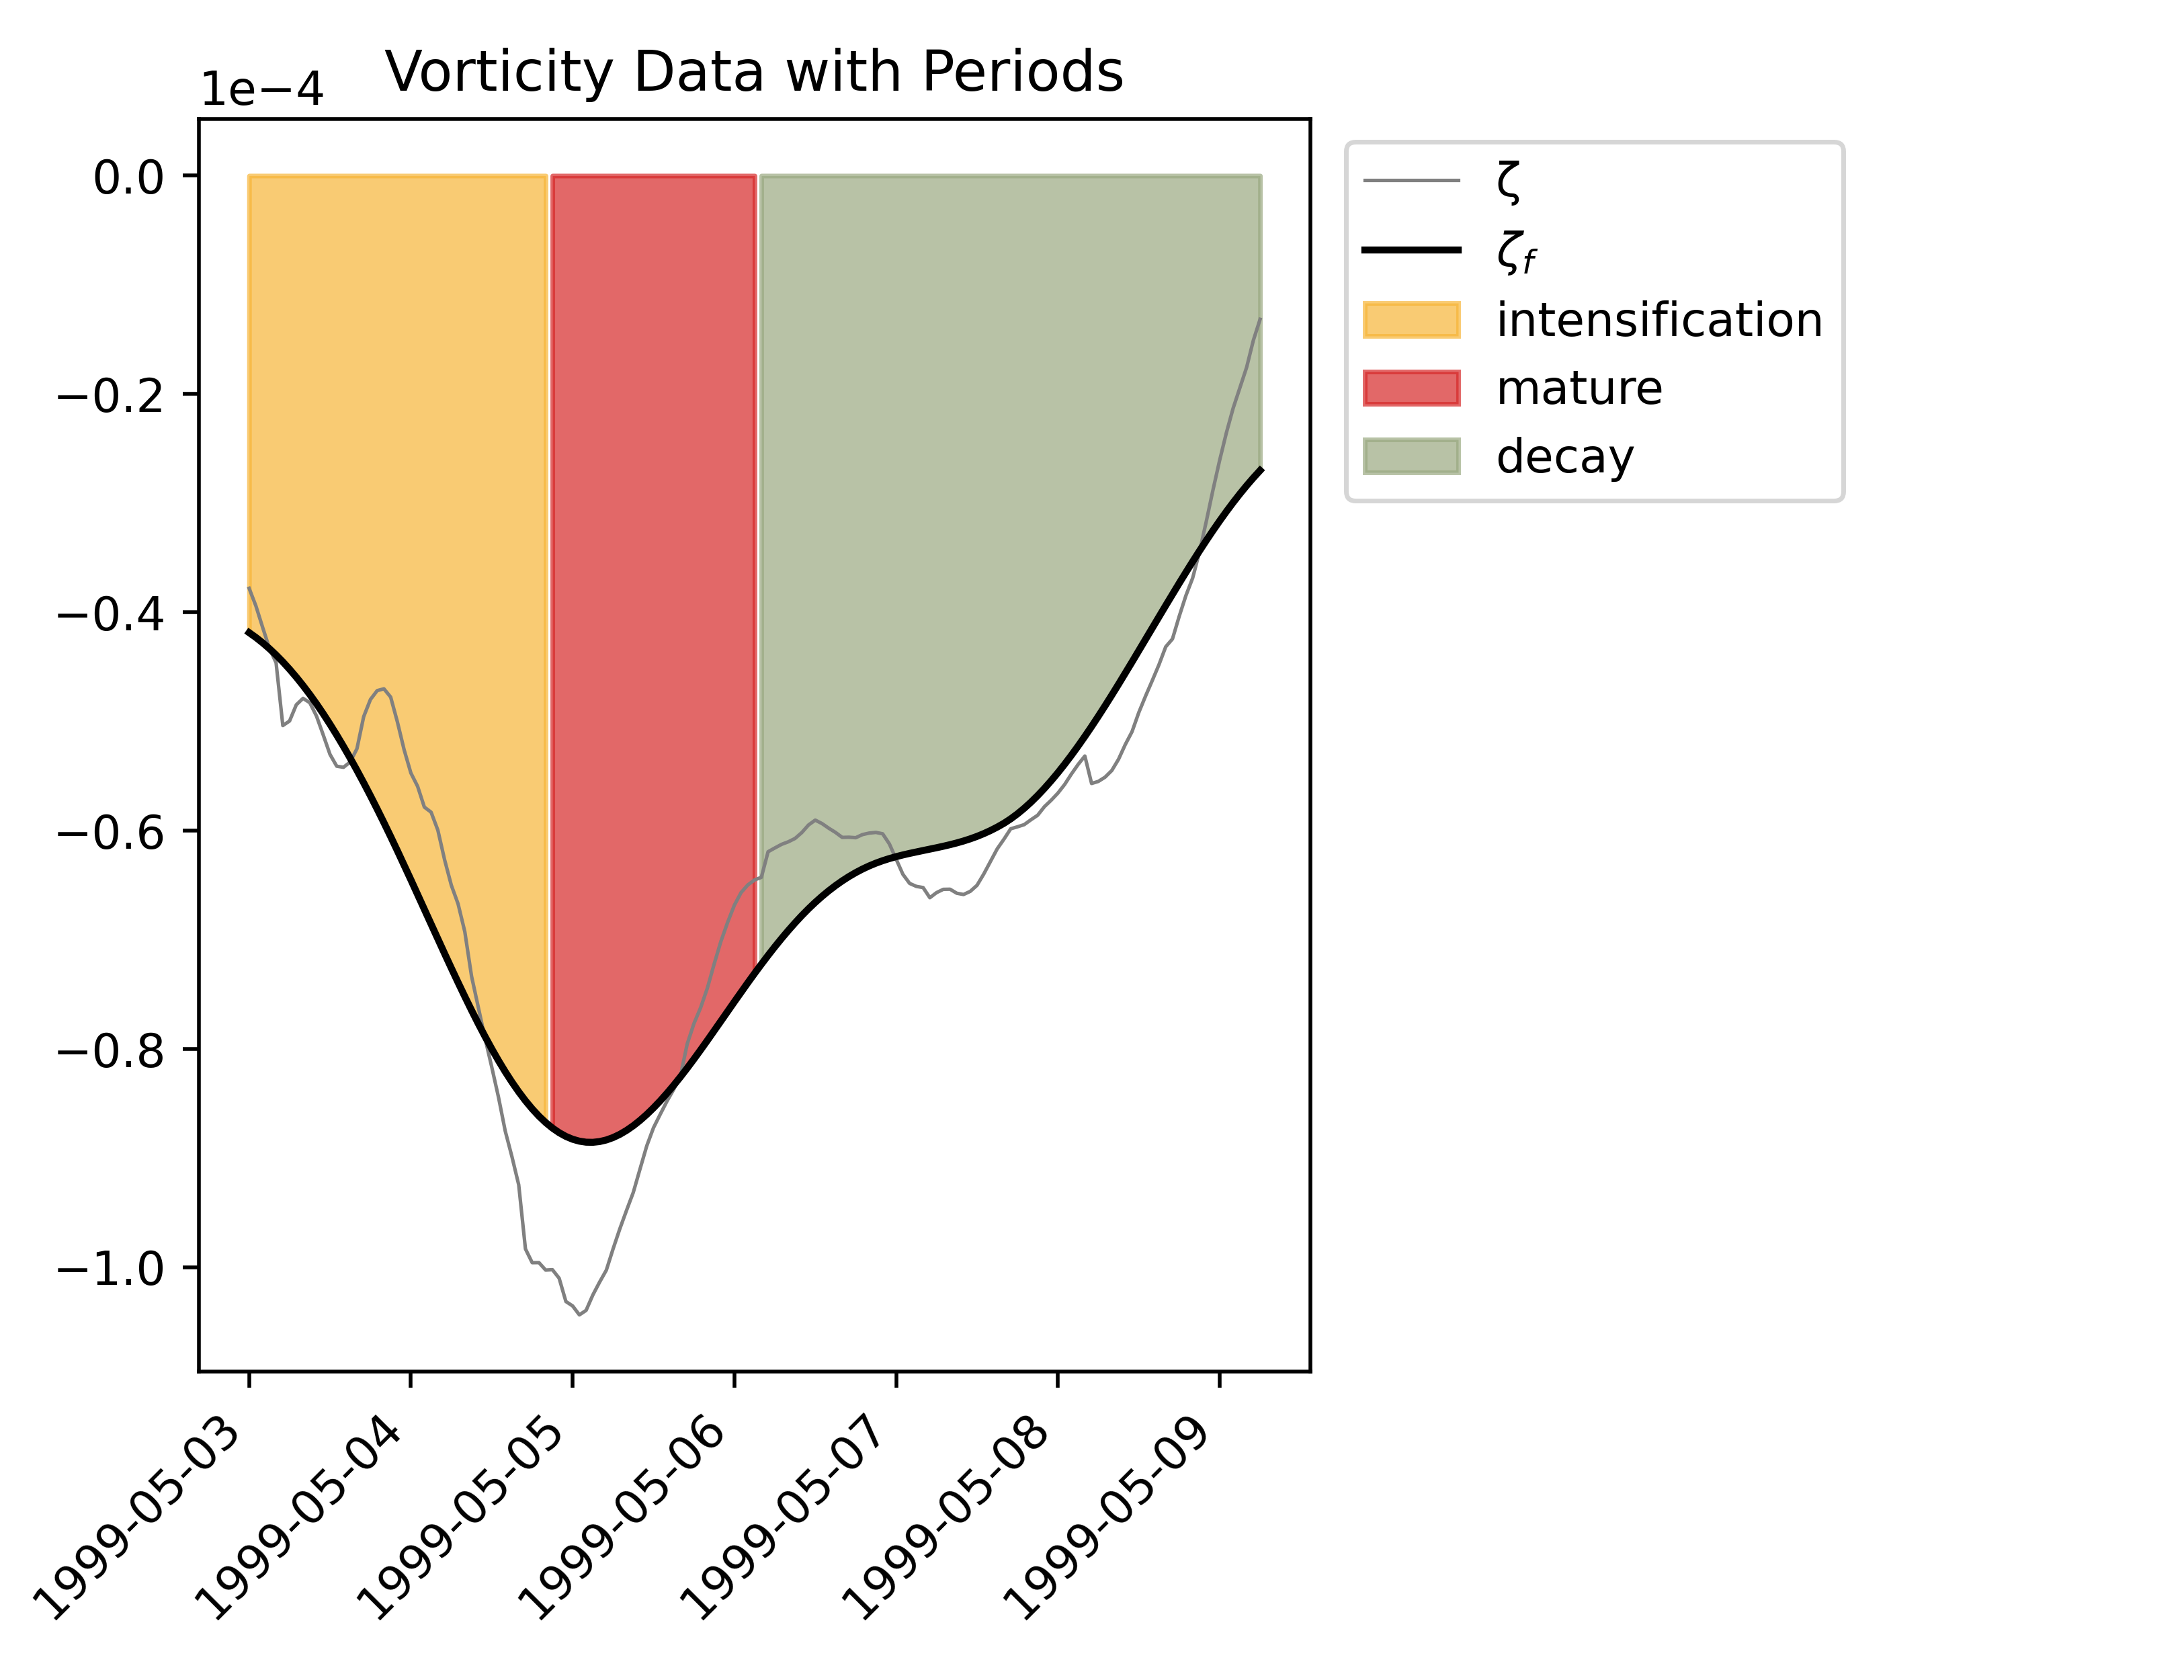 Vorticity Data with Periods
1e−4
0.0
−0.2
−0.4
−0.6
−0.8
−1.0
1999-05-03
1999-05-04
1999-05-05
1999-05-06
1999-05-07
1999-05-08
1999-05-09
ζ
ζf
intensification
mature
decay